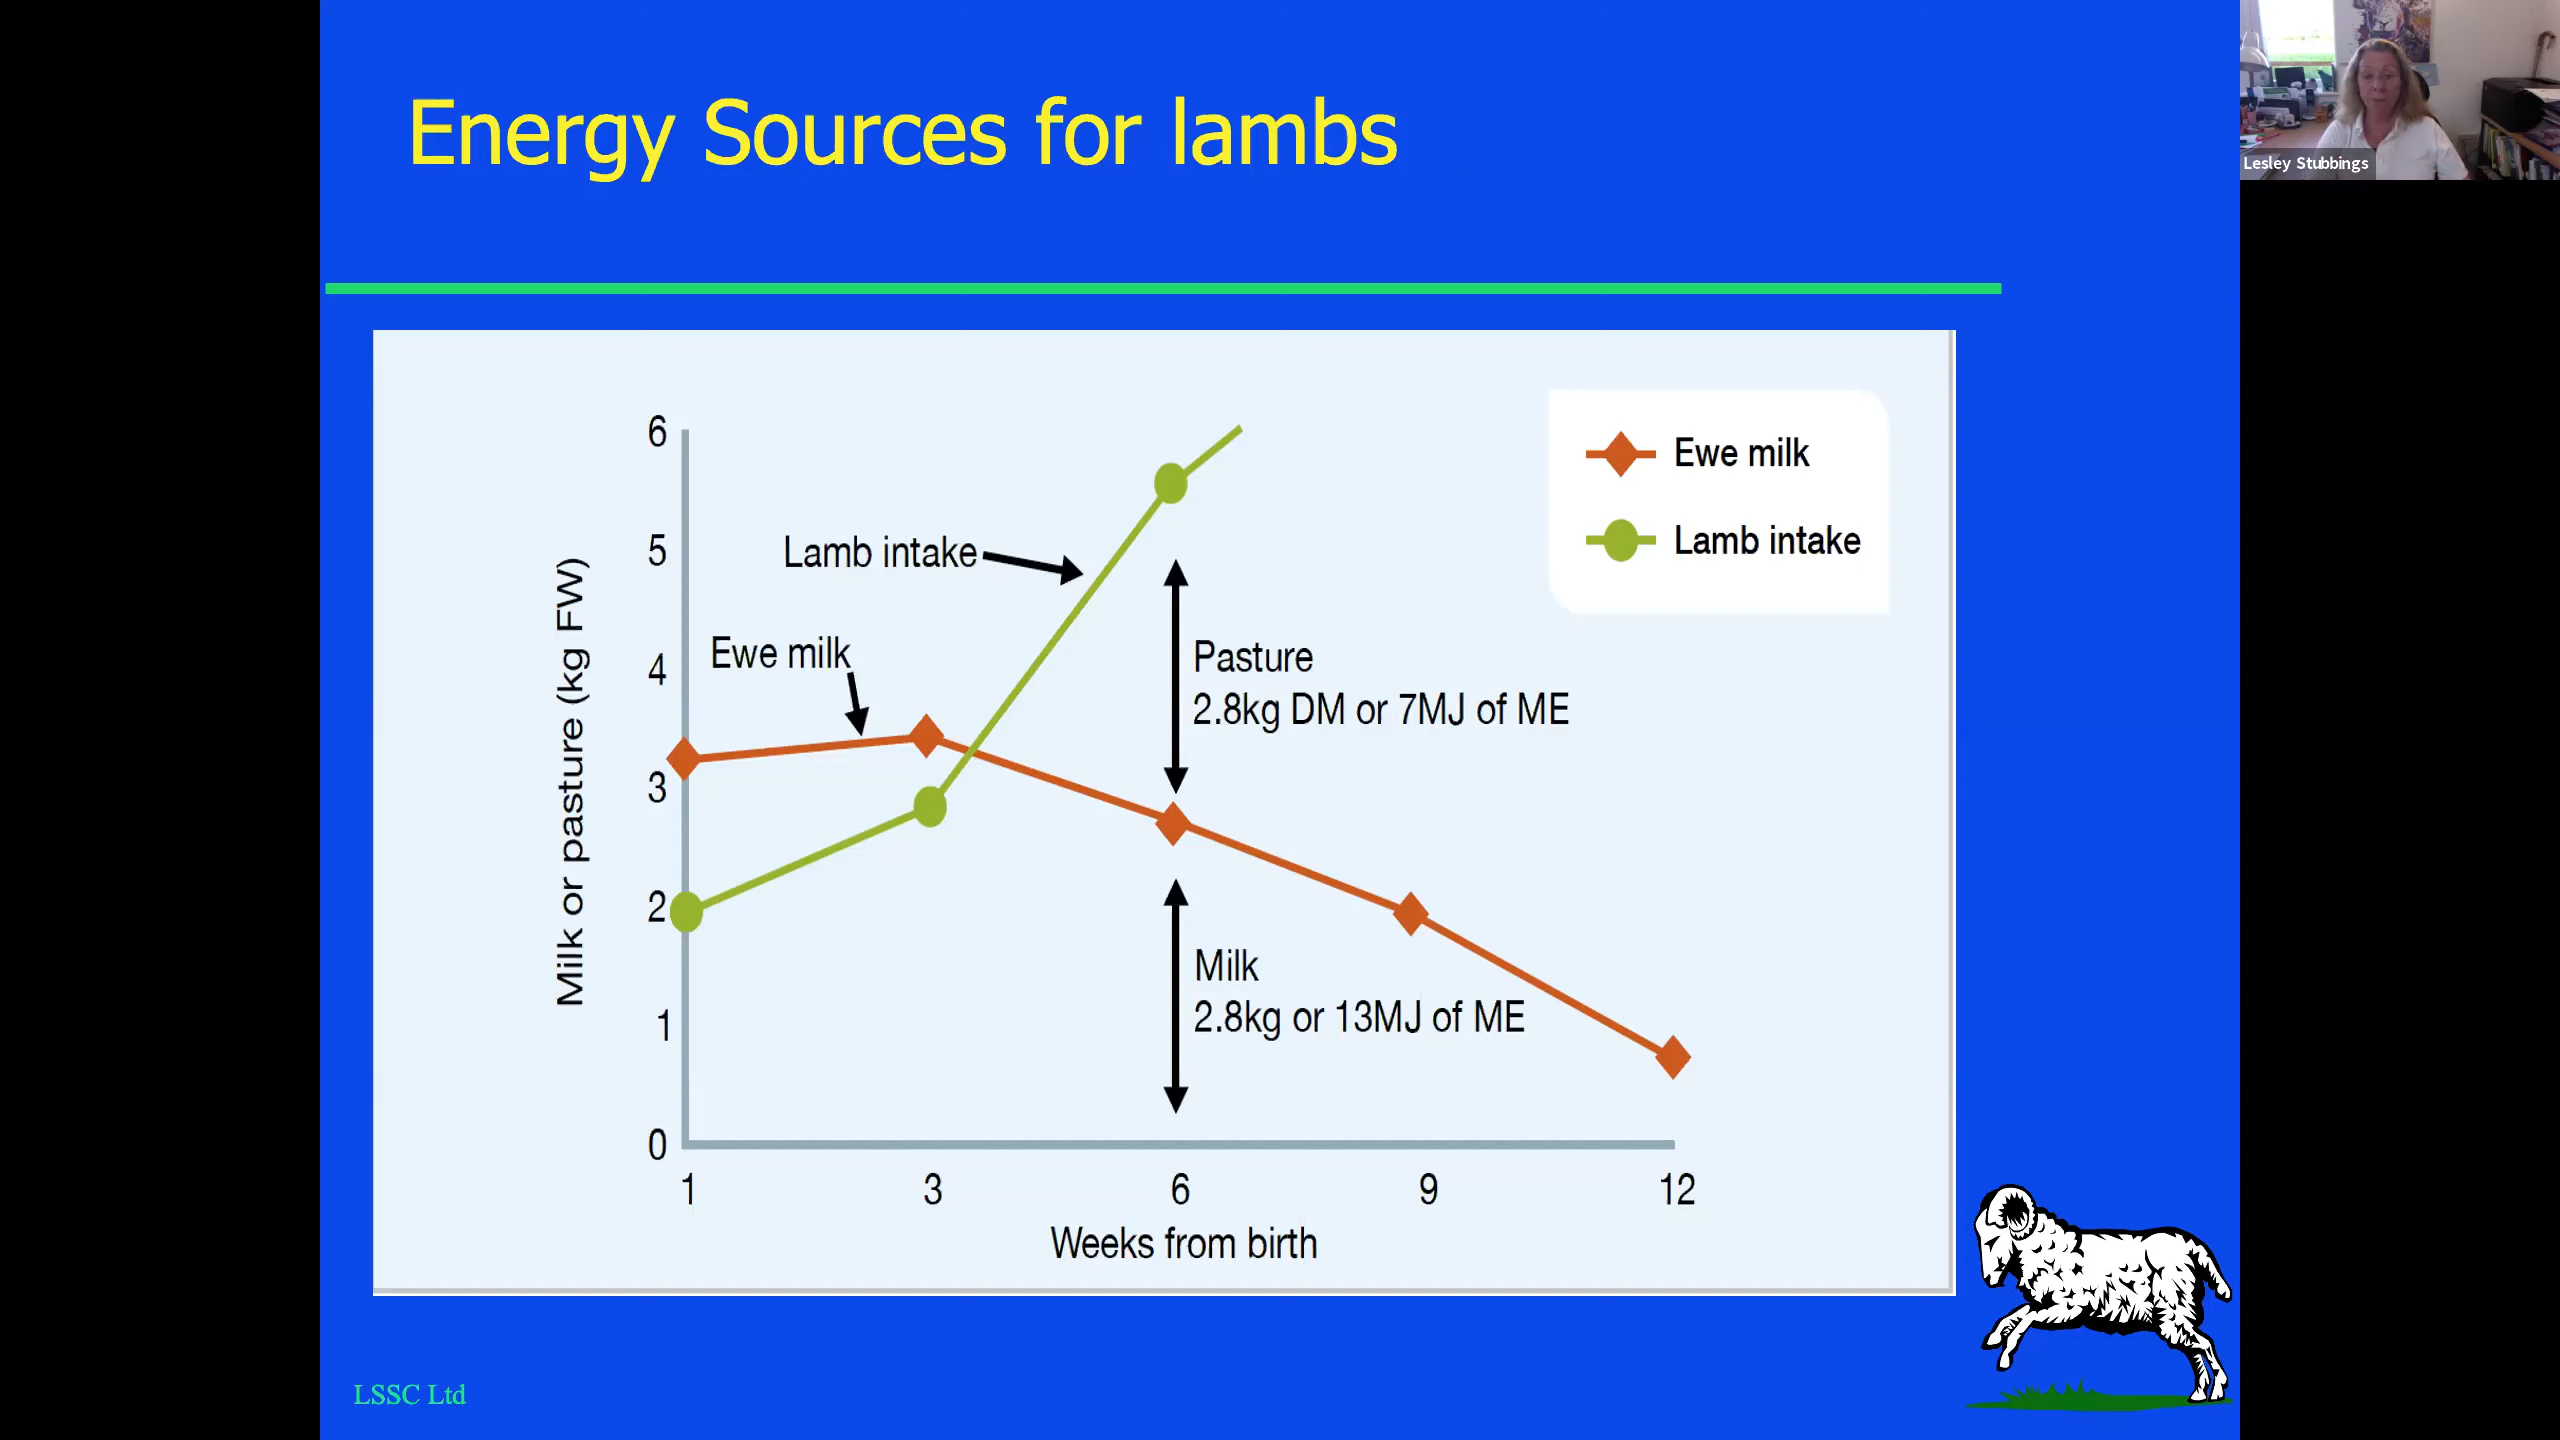 Energy Sources for lambs
Lesley Stubbings
Ewe milk
Lamb intake
6
5
4
3
2
1
0
Milk or pasture (kg FW)
Lamb intake
Ewe milk
Pasture
2.8kg DM or 7MJ of ME
Milk
2.8kg or 13MJ of ME
1 3 6 9 12
Weeks from birth
LSSC Ltd